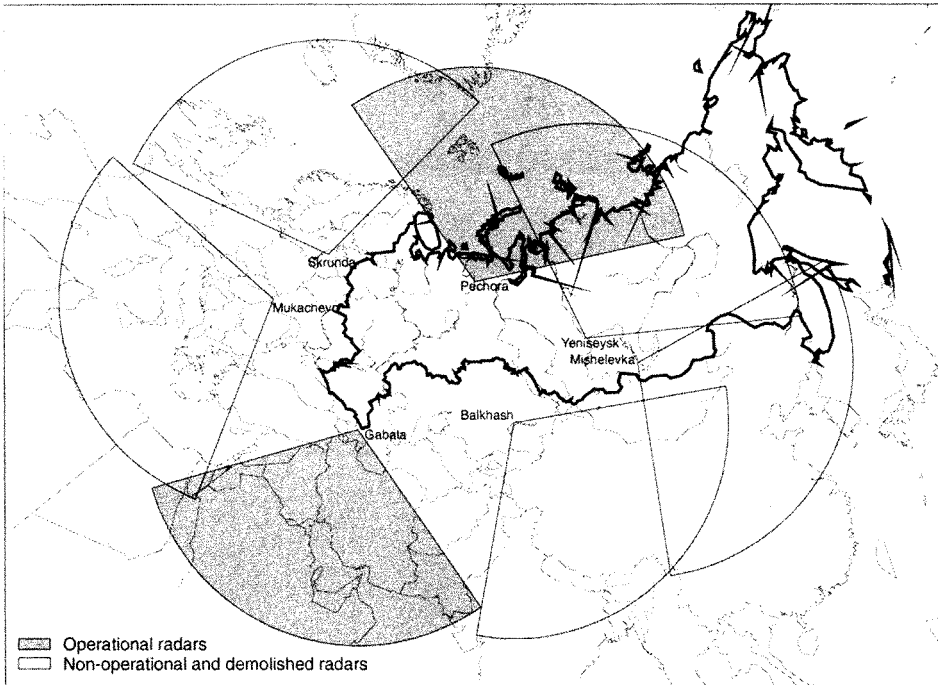 Skrunda
Pechora
Mukachevo
Yeniseysk
Mishelevka
Balkhash
Gabala
Operational radars
Non-operational and demolished radars